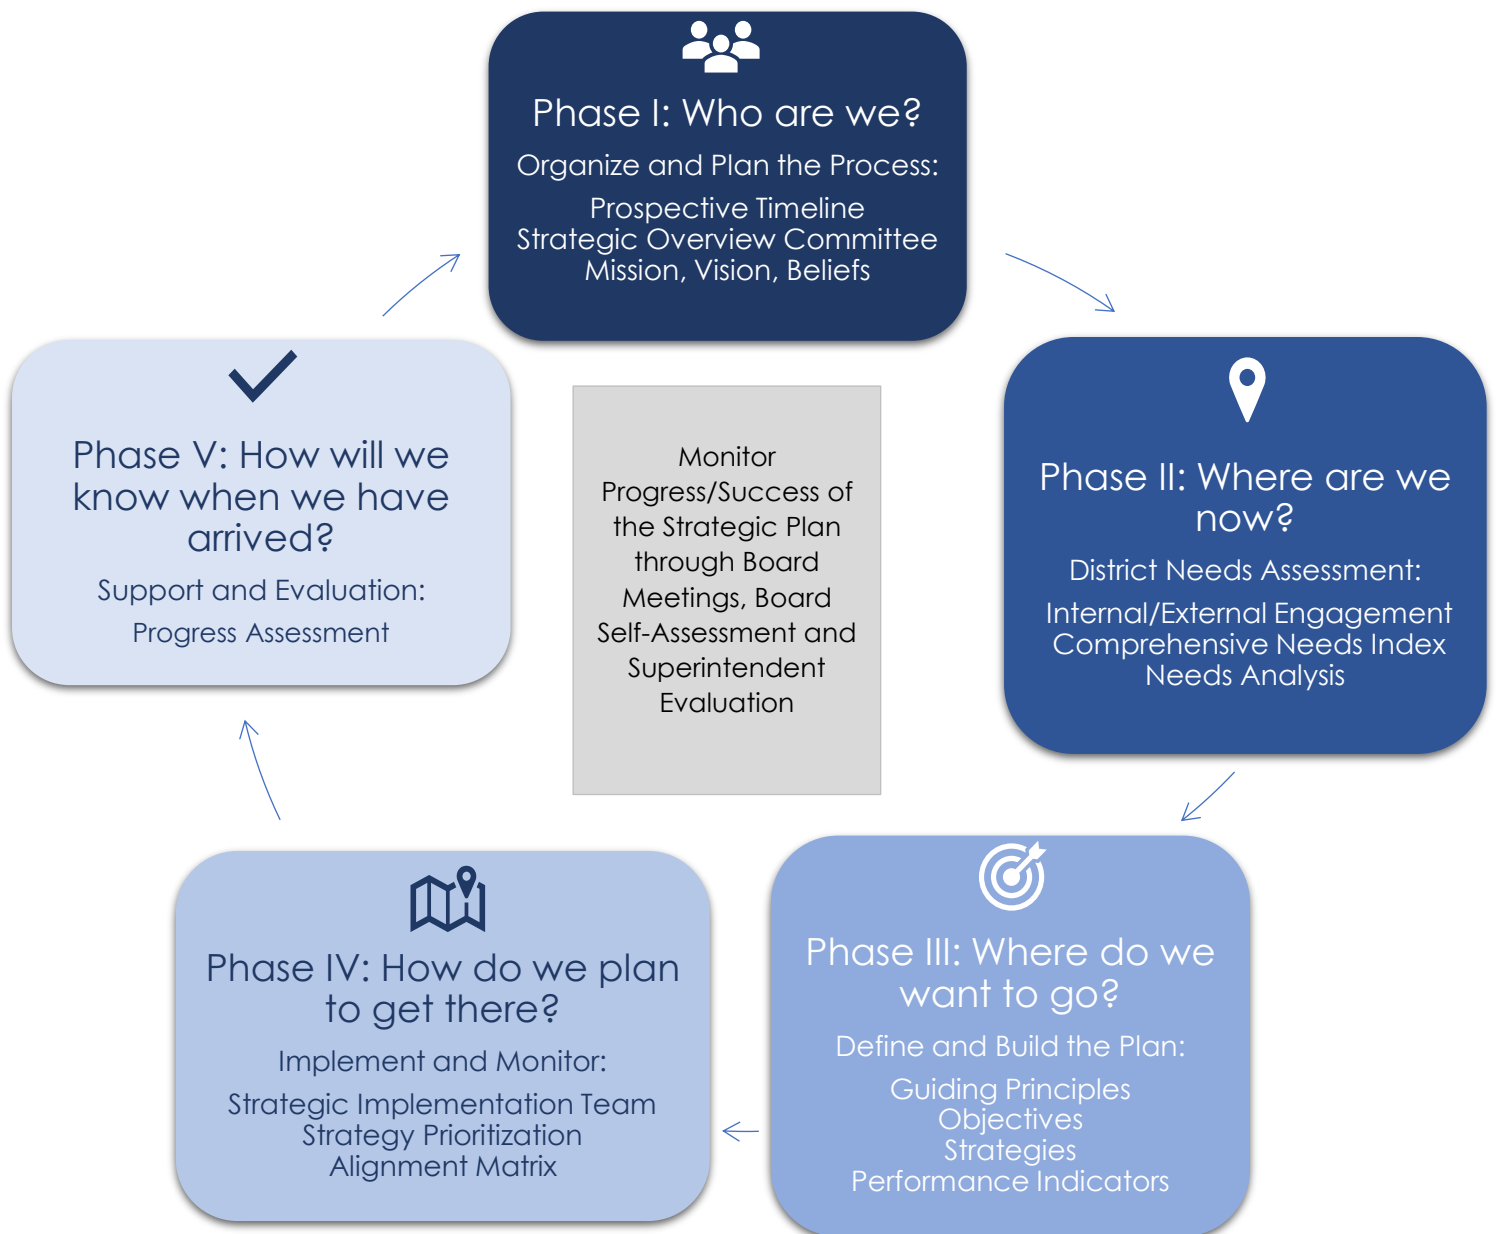 Phase I: Who are we?
Organize and Plan the Process:
Prospective Timeline
Strategic Overview Committee
Mission, Vision, Beliefs
Phase II: Where are we
now?
District Needs Assessment:
Internal/External Engagement
Comprehensive Needs Index
Needs Analysis
Phase III: Where do we
want to go?
Define and Build the Plan:
Guiding Principles
Objectives
Strategies
Performance Indicators
Phase IV: How do we plan
to get there?
Implement and Monitor:
Strategic Implementation Team
Strategy Prioritization
Alignment Matrix
Phase V: How will we
know when we have
arrived?
Support and Evaluation:
Progress Assessment
Monitor
Progress/Success of
the Strategic Plan
through Board
Meetings, Board
Self-Assessment and
Superintendent
Evaluation